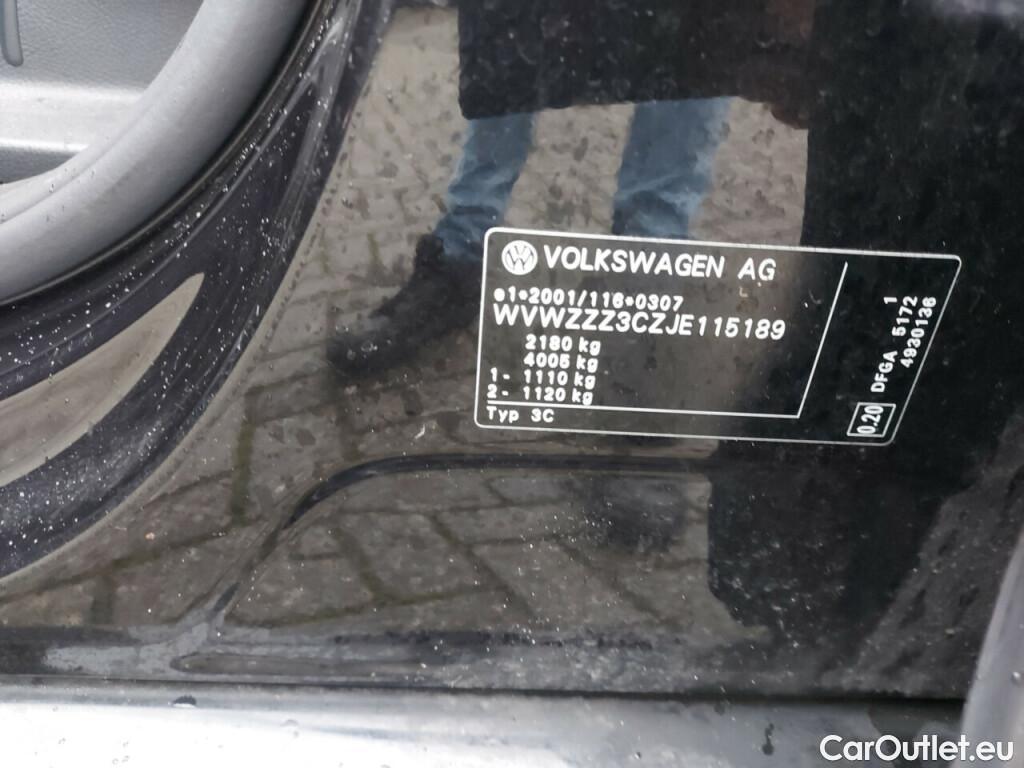 VOLKSWAGEN AG
e1*2001/116*0307
WVWZZZ3CZJE115189
2180 kg
4005 kg
1- 1110 kg
2- 1120 kg
Typ 3C
0.20 DFGA 5172 1
4930136
CarOutlet.eu